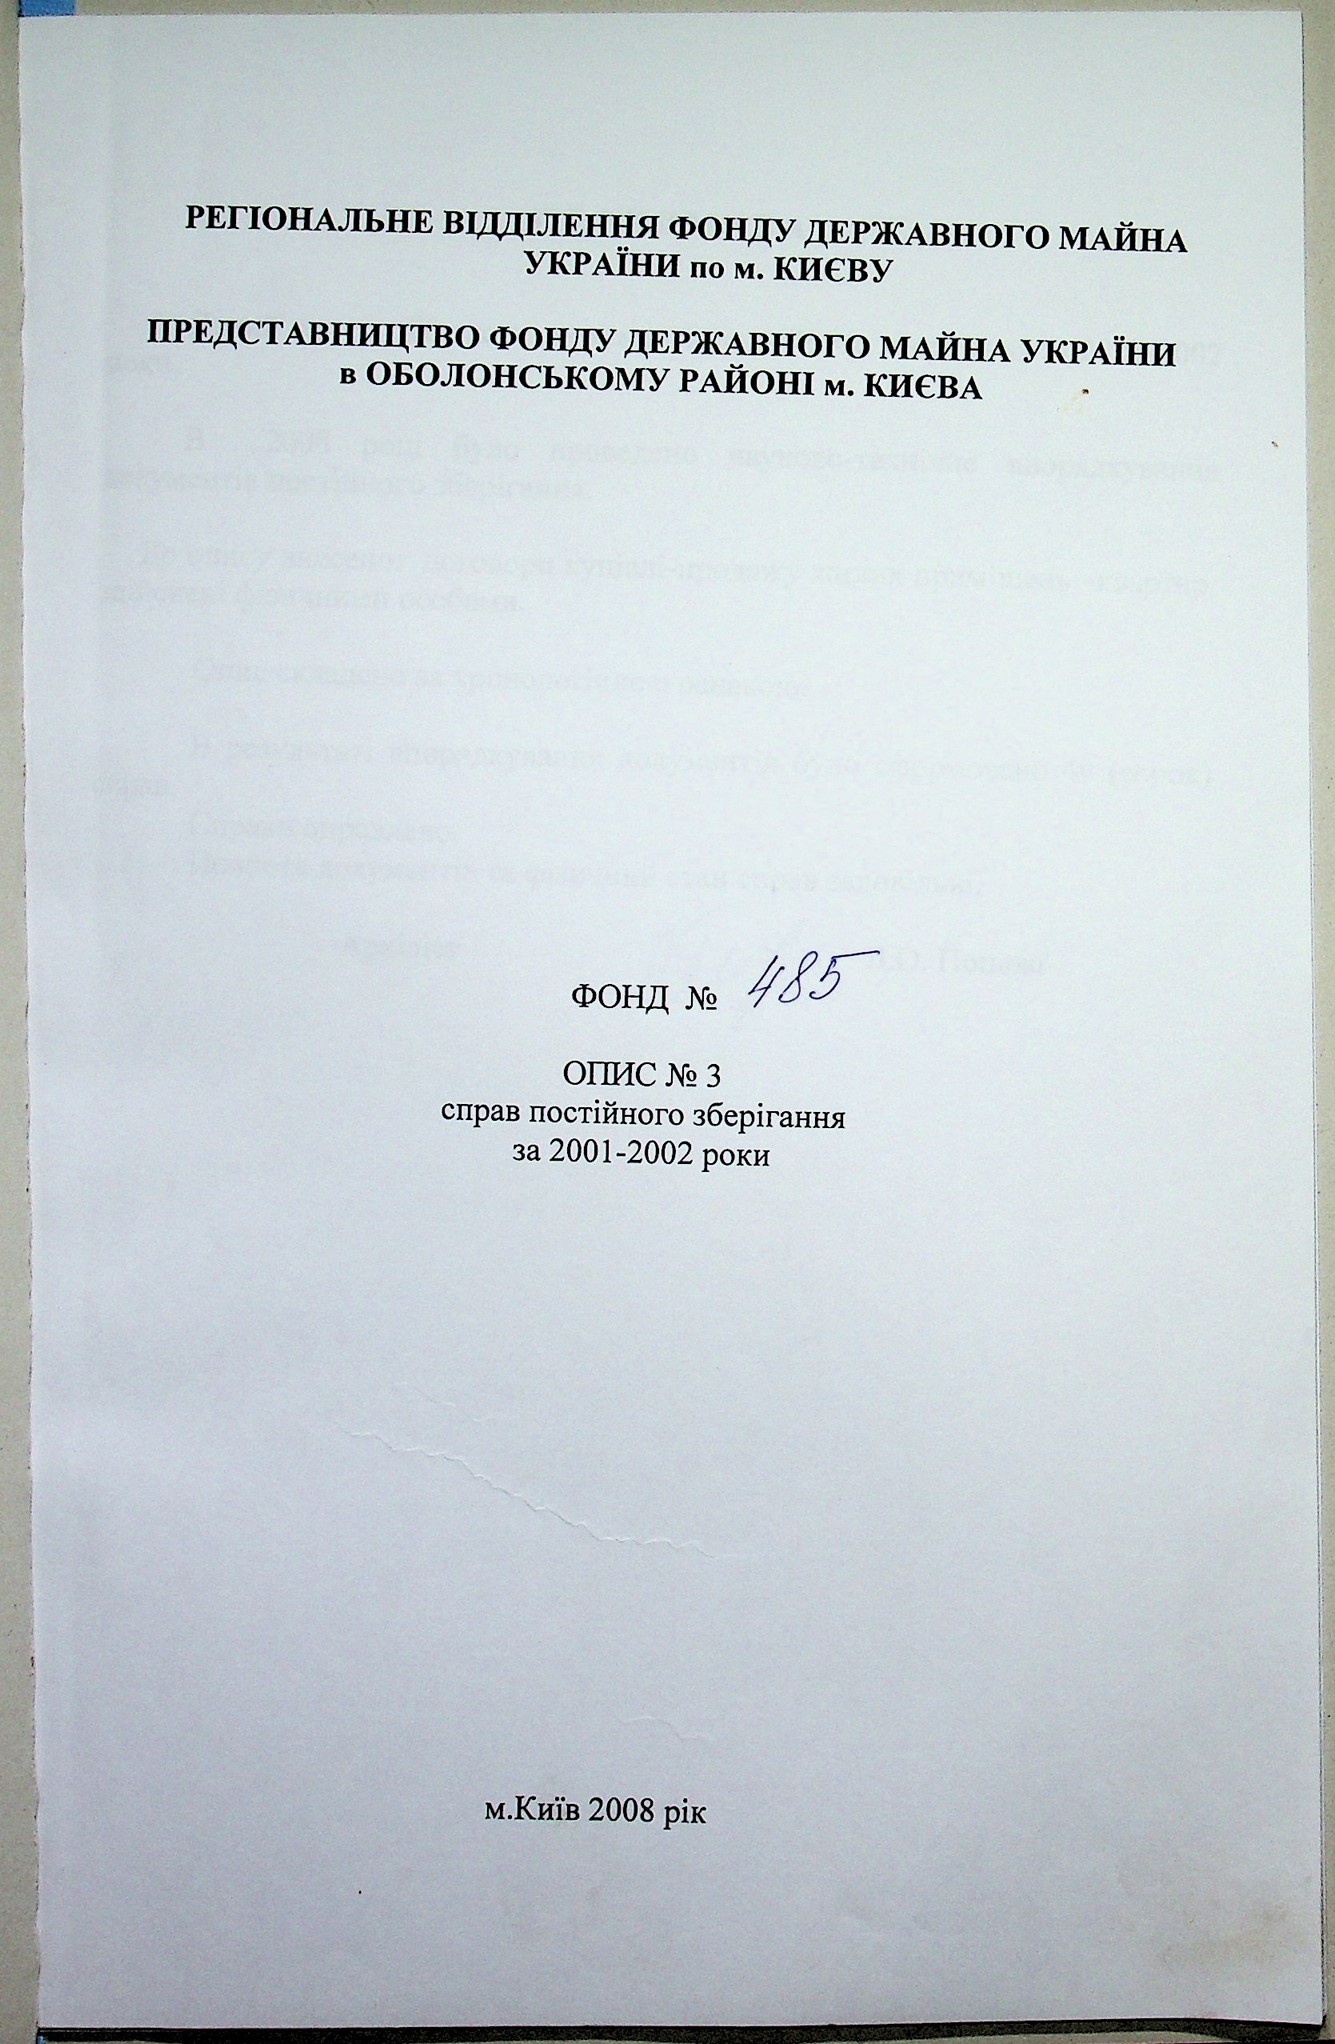 РЕГІОНАЛЬНЕ ВІДДІЛЕННЯ ФОНДУ ДЕРЖАВНОГО МАЙНА
УКРАЇНИ по м. КИЄВУ
ПРЕДСТАВНИЦТВО ФОНДУ ДЕРЖАВНОГО МАЙНА УКРАЇНИ
в ОБОЛОНСЬКОМУ РАЙОНІ м. КИЄВА
ФОНД № 485
ОПИС № 3
справ постійного зберігання
за 2001-2002 роки
м.Київ 2008 рік